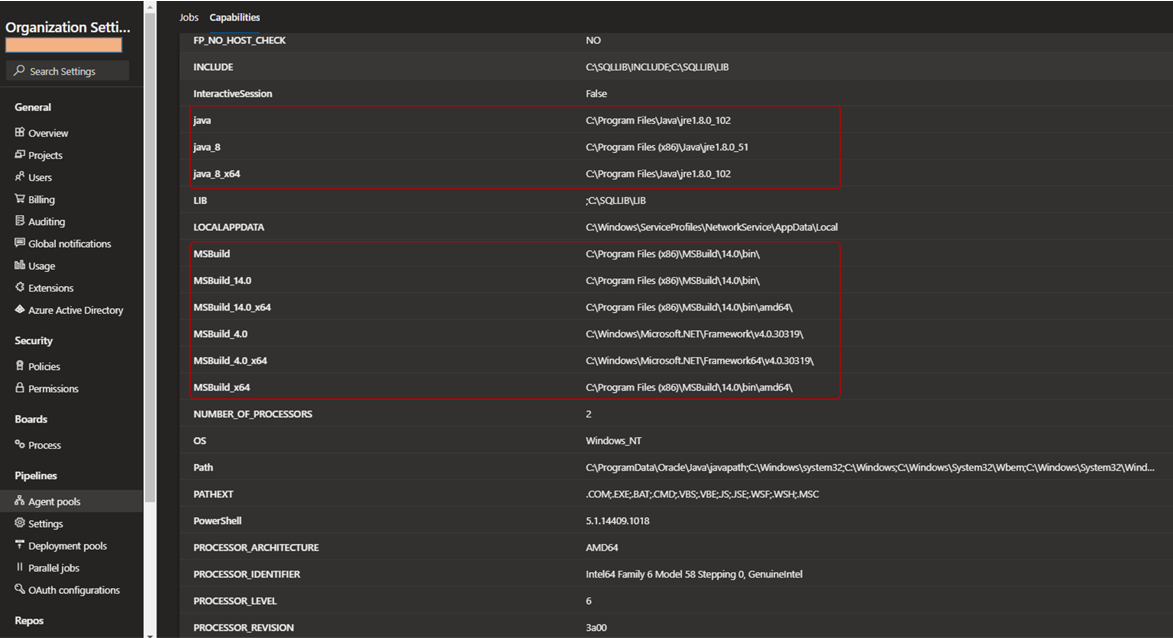 Organization Setti...
Search Settings
General
Overview
Projects
Users
Billing
Auditing
Global notifications
Usage
Extensions
Azure Active Directory
Security
Policies
Permissions
Boards
Process
Pipelines
Agent pools
Settings
Deployment pools
Parallel jobs
OAuth configurations
Repos
Jobs Capabilities
FP_NO_HOST_CHECK NO
INCLUDE C:\SQLLIB\INCLUDE;C:\SQLLIB\LIB
InteractiveSession False
java C:\Program Files\Java\jre1.8.0_102
java_8 C:\Program Files (x86)\Java\jre1.8.0_51
java_8_x64 C:\Program Files\Java\jre1.8.0_102
LIB ;C:\SQLLIB\LIB
LOCALAPPDATA C:\Windows\ServiceProfiles\NetworkService\AppData\Local
MSBuild C:\Program Files (x86)\MSBuild\14.0\bin\
MSBuild_14.0 C:\Program Files (x86)\MSBuild\14.0\bin\
MSBuild_14.0_x64 C:\Program Files (x86)\MSBuild\14.0\bin\amd64\
MSBuild_4.0 C:\Windows\Microsoft.NET\Framework\v4.0.30319\
MSBuild_4.0_x64 C:\Windows\Microsoft.NET\Framework64\v4.0.30319\
MSBuild_x64 C:\Program Files (x86)\MSBuild\14.0\bin\amd64\
NUMBER_OF_PROCESSORS 2
OS Windows_NT
Path C:\ProgramData\Oracle\Java\javapath;C:\Windows\system32;C:\Windows;C:\Windows\System32\Wbem;C:\Windows\System32\Wind...
PATHEXT .COM;.EXE;.BAT;.CMD;.VBS;.VBE;.JS;.JSE;.WSF;.WSH;.MSC
PowerShell 5.1.14409.1018
PROCESSOR_ARCHITECTURE AMD64
PROCESSOR_IDENTIFIER Intel64 Family 6 Model 58 Stepping 0, GenuineIntel
PROCESSOR_LEVEL 6
PROCESSOR_REVISION 3a00